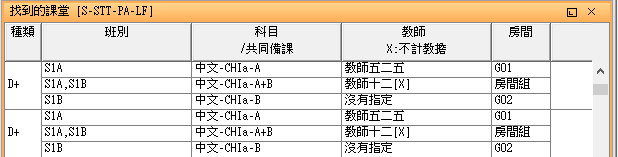 找到的課堂 [S-STT-PA-LF]
種類 班別 科目 教師 房間
/共同備課 X:不計教擔
S1A 中文-CHIa-A 教師五二五 G01
D+ S1A,S1B 中文-CHIa-A+B 教師十二[X] 房間組
S1B 中文-CHIa-B 沒有指定 G02
S1A 中文-CHIa-A 教師五二五 G01
D+ S1A,S1B 中文-CHIa-A+B 教師十二[X] 房間組
S1B 中文-CHIa-B 沒有指定 G02